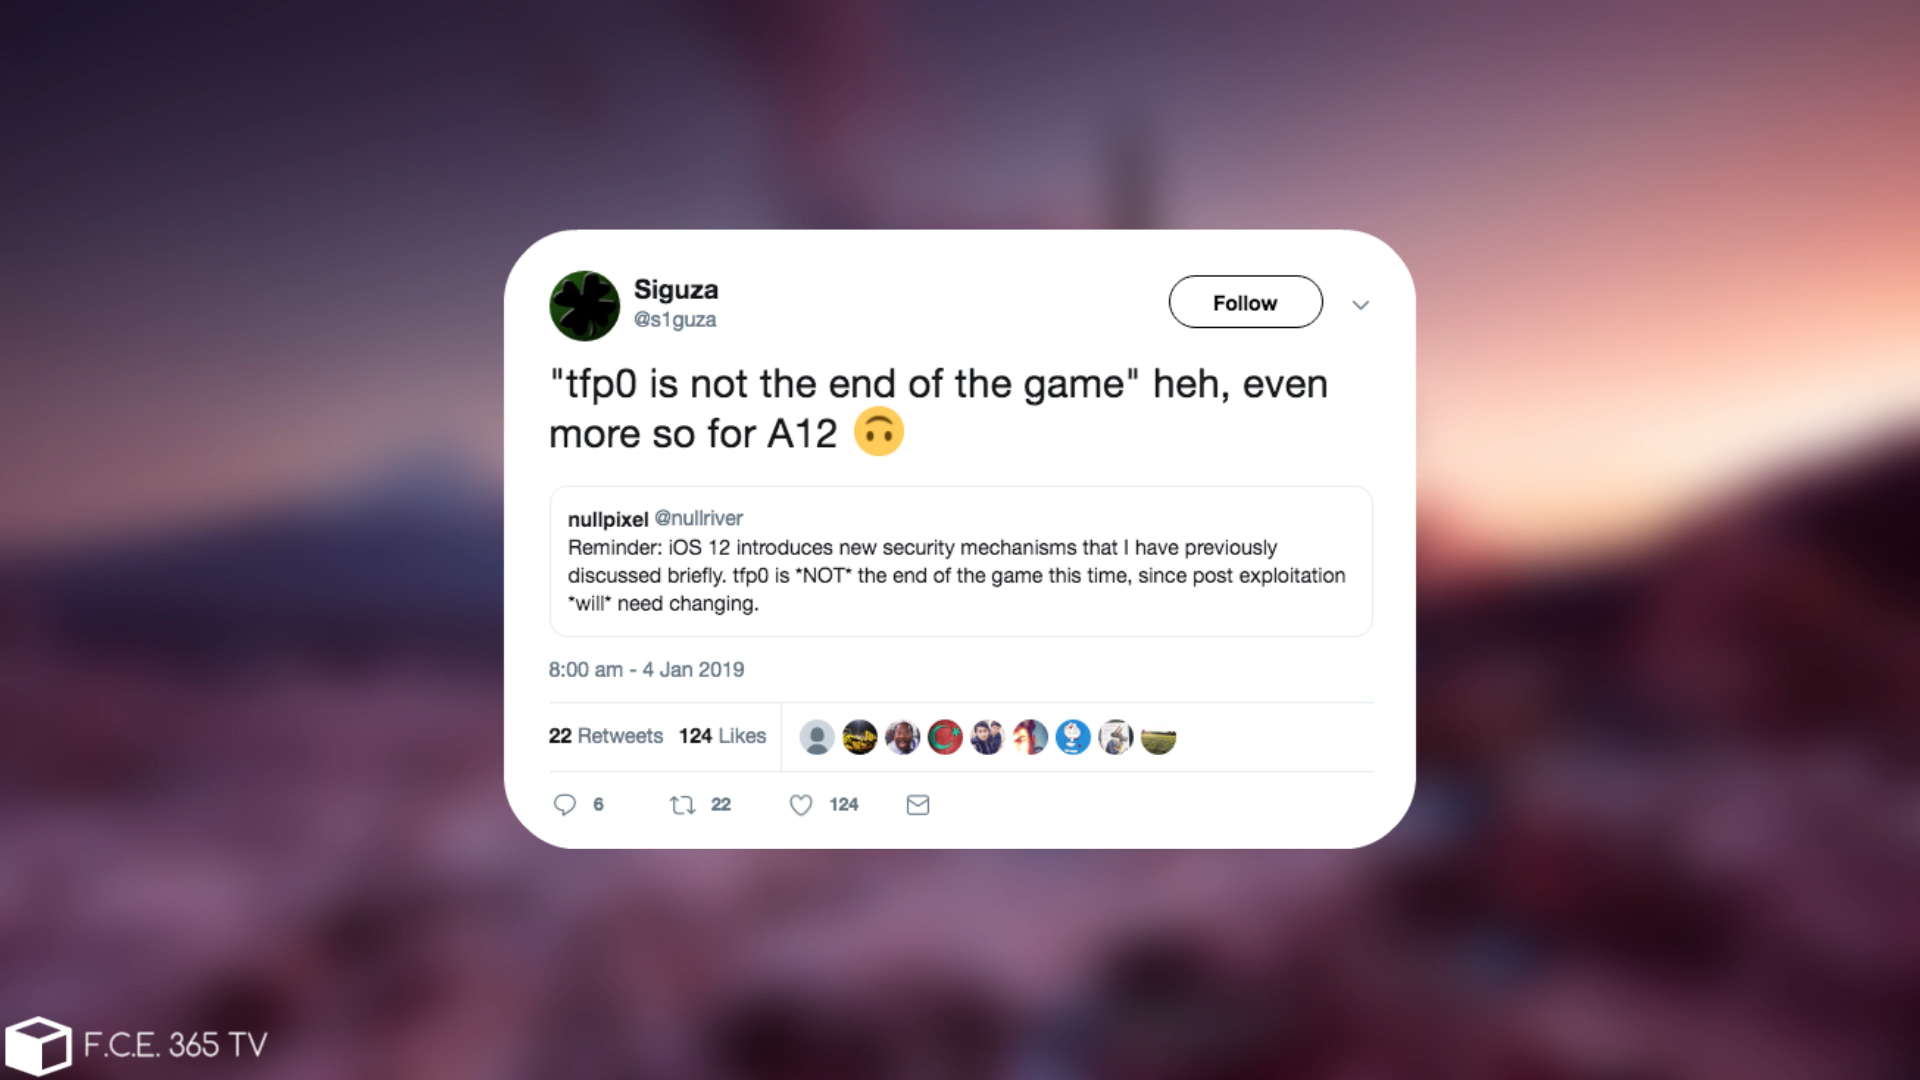 Siguza
@s1guza
Follow
"tfp0 is not the end of the game" heh, even
more so for A12 🙃
nullpixel @nullriver
Reminder: iOS 12 introduces new security mechanisms that I have previously
discussed briefly. tfp0 is *NOT* the end of the game this time, since post exploitation
*will* need changing.
8:00 am - 4 Jan 2019
22 Retweets 124 Likes
6 22 124
F.C.E. 365 TV